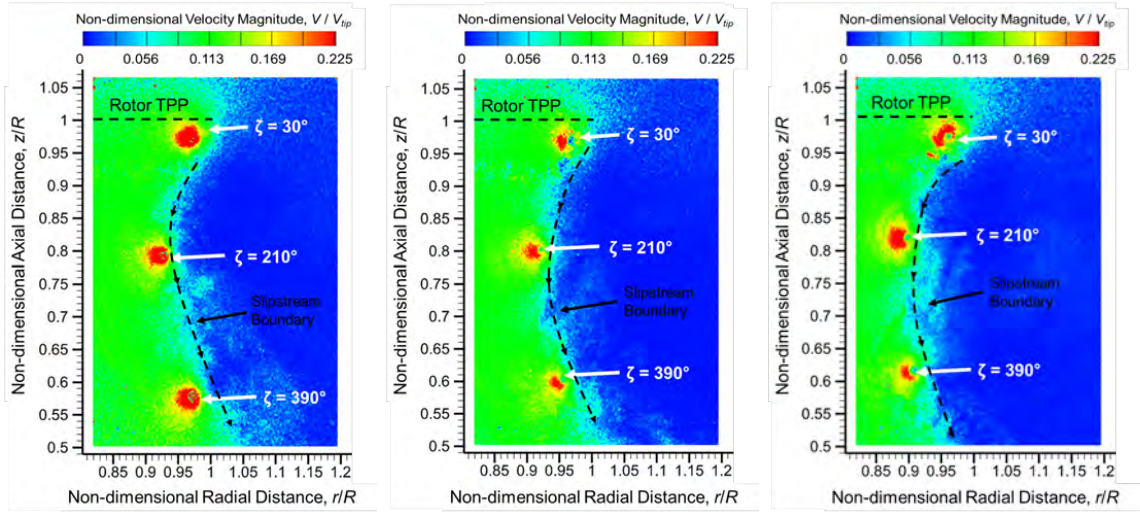 Non-dimensional Velocity Magnitude, V / Vtip
0 0.056 0.113 0.169 0.225
Non-dimensional Axial Distance, z/R
1.05
1
0.95
0.9
0.85
0.8
0.75
0.7
0.65
0.6
0.55
0.5
Rotor TPP
ζ = 30°
ζ = 210°
Slipstream
Boundary
ζ = 390°
0.85 0.9 0.95 1 1.05 1.1 1.15 1.2
Non-dimensional Radial Distance, r/R
Non-dimensional Velocity Magnitude, V / Vtip
0 0.056 0.113 0.169 0.225
Non-dimensional Axial Distance, z/R
1.05
1
0.95
0.9
0.85
0.8
0.75
0.7
0.65
0.6
0.55
0.5
Rotor TPP
ζ = 30°
ζ = 210°
Slipstream
Boundary
ζ = 390°
0.85 0.9 0.95 1 1.05 1.1 1.15 1.2
Non-dimensional Radial Distance, r/R
Non-dimensional Velocity Magnitude, V / Vtip
0 0.056 0.113 0.169 0.225
Non-dimensional Axial Distance, z/R
1.05
1
0.95
0.9
0.85
0.8
0.75
0.7
0.65
0.6
0.55
0.5
Rotor TPP
ζ = 30°
ζ = 210°
Slipstream
Boundary
ζ = 390°
0.85 0.9 0.95 1 1.05 1.1 1.15 1.2
Non-dimensional Radial Distance, r/R